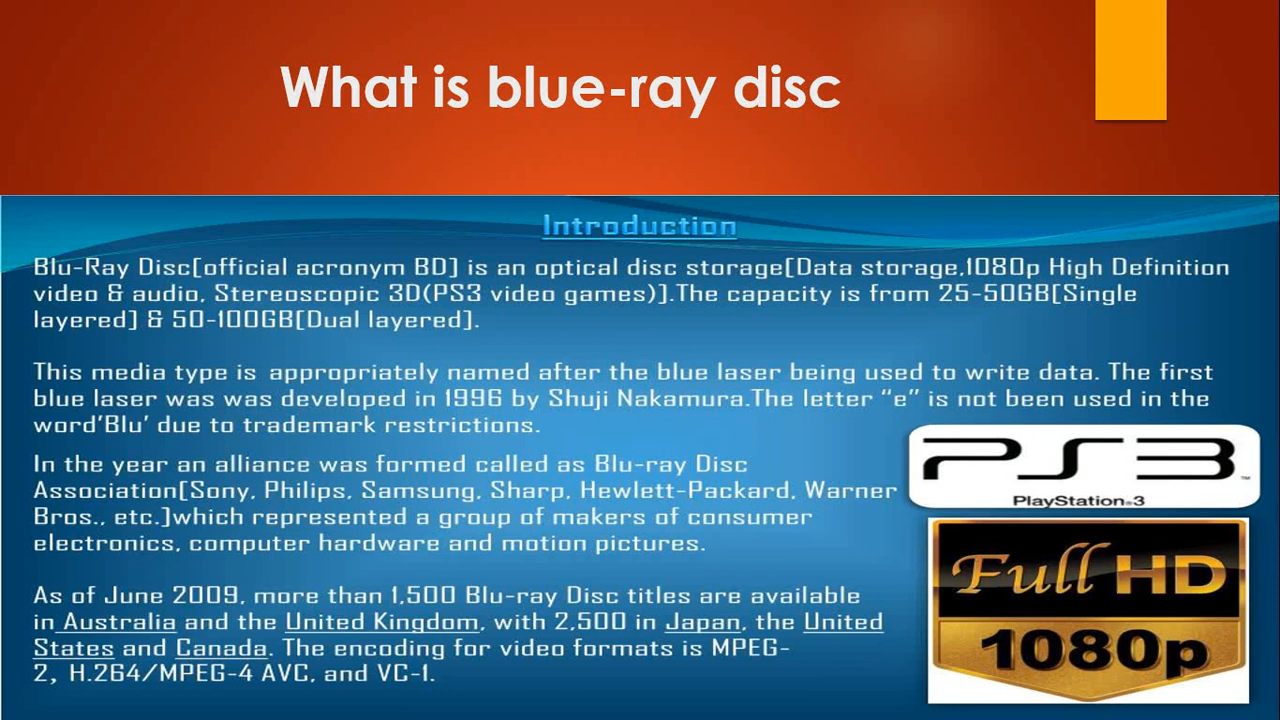 What is blue-ray disc
Introduction
Blu-Ray Disc[official acronym BD] is an optical disc storage[Data storage,1080p High Definition
video & audio, Stereoscopic 3D(PS3 video games)].The capacity is from 25-50GB[Single
layered] & 50-100GB[Dual layered].
This media type is appropriately named after the blue laser being used to write data. The first
blue laser was was developed in 1996 by Shuji Nakamura.The letter “e” is not been used in the
word'Blu' due to trademark restrictions.
In the year an alliance was formed called as Blu-ray Disc
Association[Sony, Philips, Samsung, Sharp, Hewlett-Packard, Warner
Bros., etc.]which represented a group of makers of consumer
electronics, computer hardware and motion pictures.
As of June 2009, more than 1,500 Blu-ray Disc titles are available
in Australia and the United Kingdom, with 2,500 in Japan, the United
States and Canada. The encoding for video formats is MPEG-
2, H.264/MPEG-4 AVC, and VC-1.
PS3™
PlayStation®3
Full HD
1080p